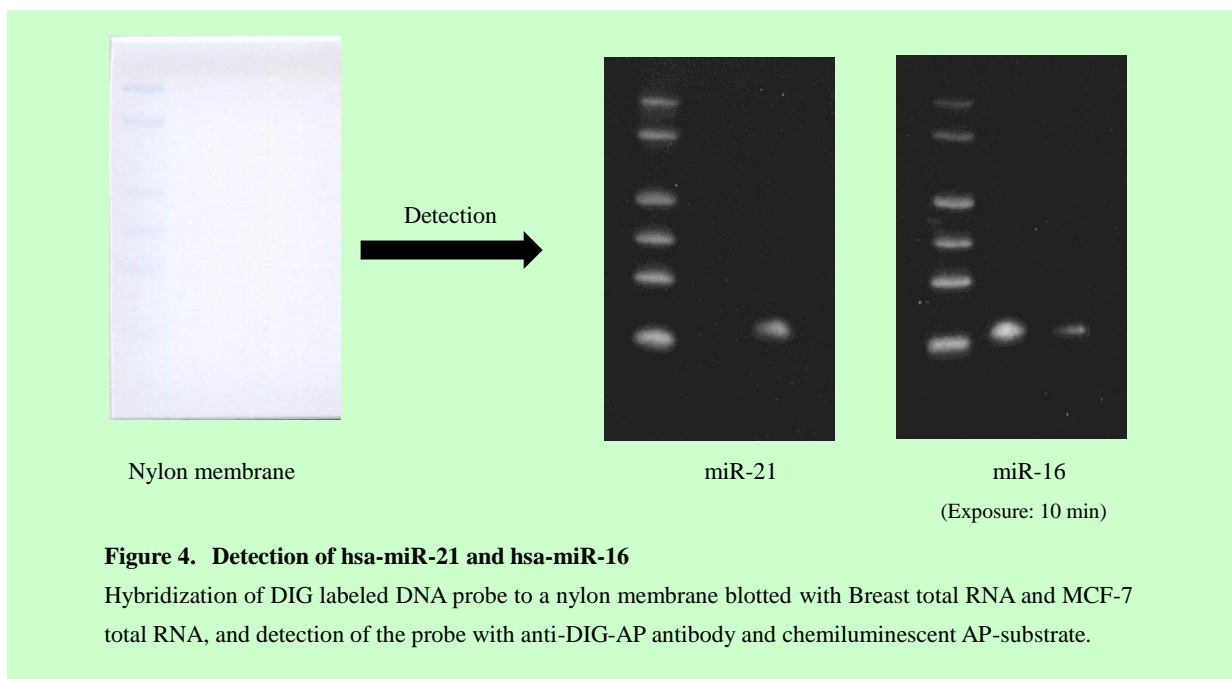 Detection
Nylon membrane
miR-21
miR-16
(Exposure: 10 min)
Figure 4. Detection of hsa-miR-21 and hsa-miR-16
Hybridization of DIG labeled DNA probe to a nylon membrane blotted with Breast total RNA and MCF-7
total RNA, and detection of the probe with anti-DIG-AP antibody and chemiluminescent AP-substrate.